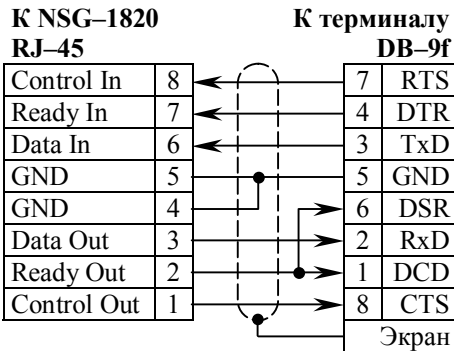 К NSG–1820 К терминалу
RJ–45 DB–9f
Control In 8 7 RTS
Ready In 7 4 DTR
Data In 6 3 TxD
GND 5 5 GND
GND 4 6 DSR
Data Out 3 2 RxD
Ready Out 2 1 DCD
Control Out 1 8 CTS
Экран